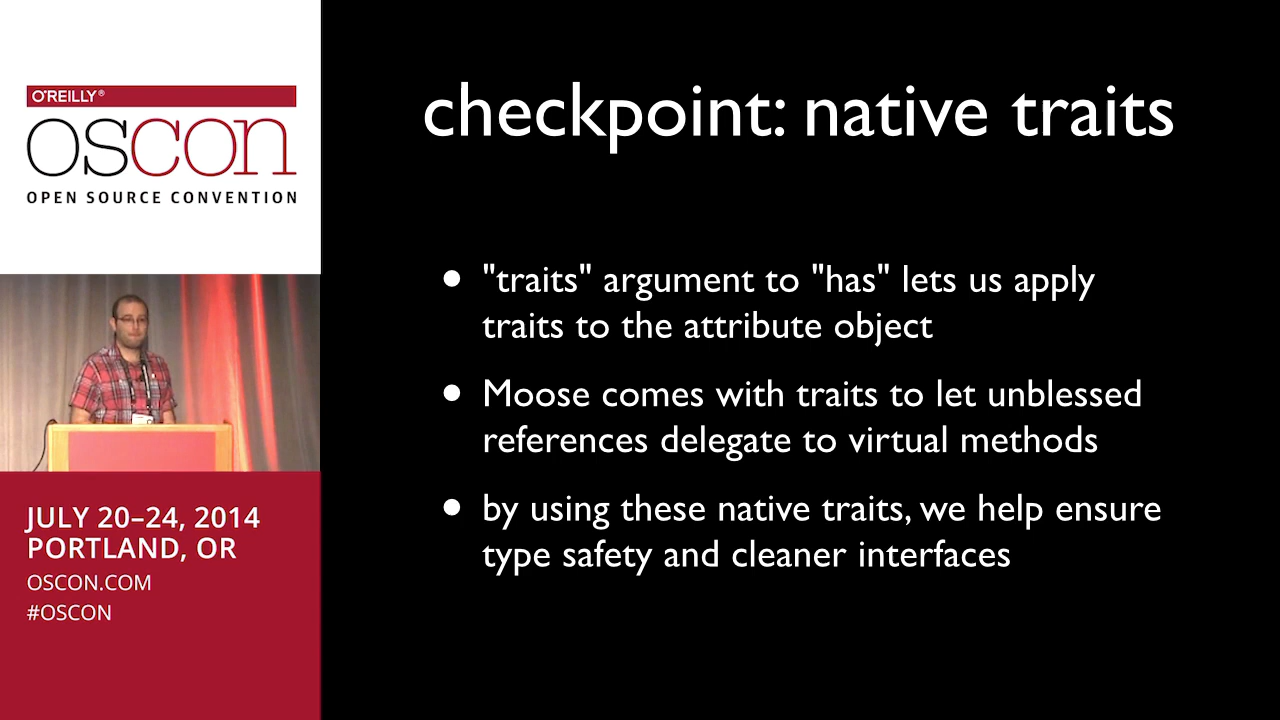 O'REILLY®
OSCON
OPEN SOURCE CONVENTION
JULY 20–24, 2014
PORTLAND, OR
OSCON.COM
#OSCON
checkpoint: native traits
• "traits" argument to "has" lets us apply
traits to the attribute object
• Moose comes with traits to let unblessed
references delegate to virtual methods
• by using these native traits, we help ensure
type safety and cleaner interfaces